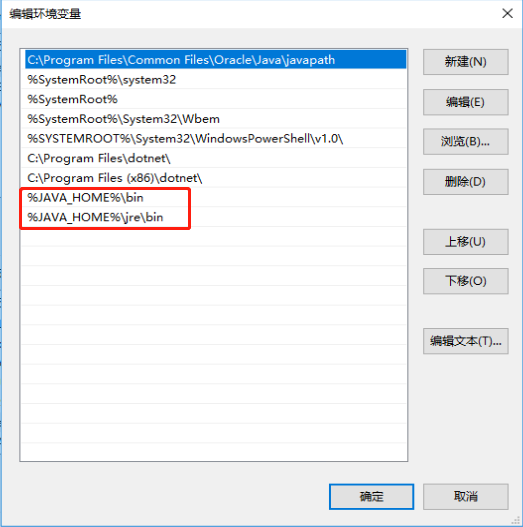 编辑环境变量
C:\Program Files\Common Files\Oracle\Java\javapath
%SystemRoot%\system32
%SystemRoot%
%SystemRoot%\System32\Wbem
%SYSTEMROOT%\System32\WindowsPowerShell\v1.0\
C:\Program Files\dotnet\
C:\Program Files (x86)\dotnet\
%JAVA_HOME%\bin
%JAVA_HOME%\jre\bin
新建(N)
编辑(E)
浏览(B)...
删除(D)
上移(U)
下移(O)
编辑文本(T)...
确定
取消